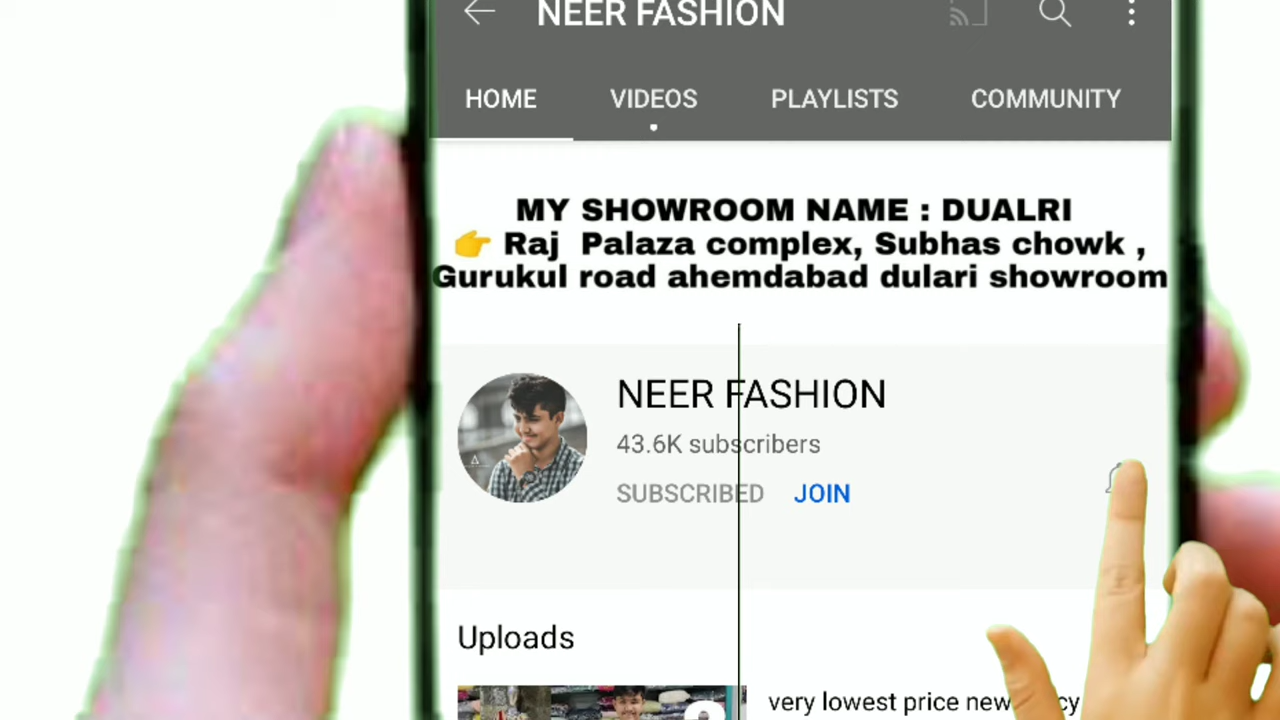 NEER FASHION
HOME VIDEOS PLAYLISTS COMMUNITY
MY SHOWROOM NAME : DUALRI
👉 Raj Palaza complex, Subhas chowk ,
Gurukul road ahemdabad dulari showroom
NEER FASHION
43.6K subscribers
SUBSCRIBED JOIN
Uploads
very lowest price new